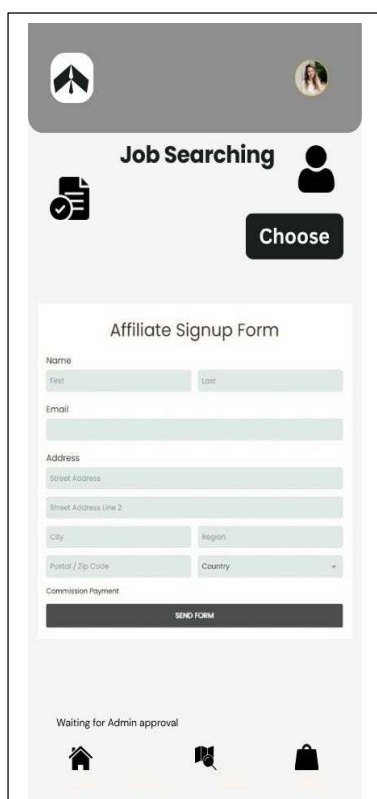 Job Searching
Choose
Affiliate Signup Form
Name
First Last
Email
Address
Street Address
Street Address Line 2
City Region
Postal / Zip Code Country
Commission Payment
SEND FORM
Waiting for Admin approval